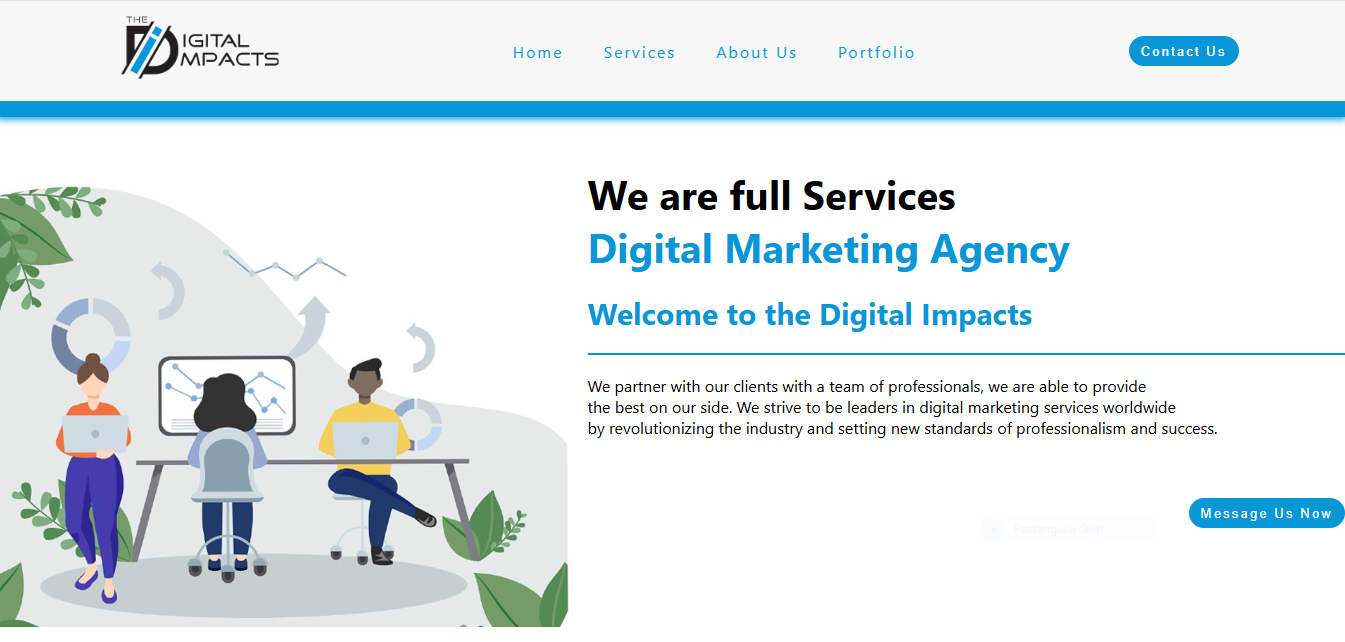 THE
DIGITAL
IMPACTS
Home Services About Us Portfolio
Contact Us
We are full Services
Digital Marketing Agency
Welcome to the Digital Impacts
We partner with our clients with a team of professionals, we are able to provide
the best on our side. We strive to be leaders in digital marketing services worldwide
by revolutionizing the industry and setting new standards of professionalism and success.
Message Us Now
Rectangular Snip